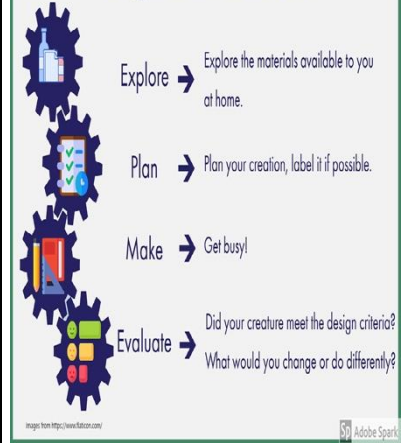 Explore → Explore the materials available to you
at home.
Plan → Plan your creation, label it if possible.
Make → Get busy!
Evaluate → Did your creature meet the design criteria?
What would you change or do differently?
images from https://www.flaticon.com/
Sp Adobe Spark